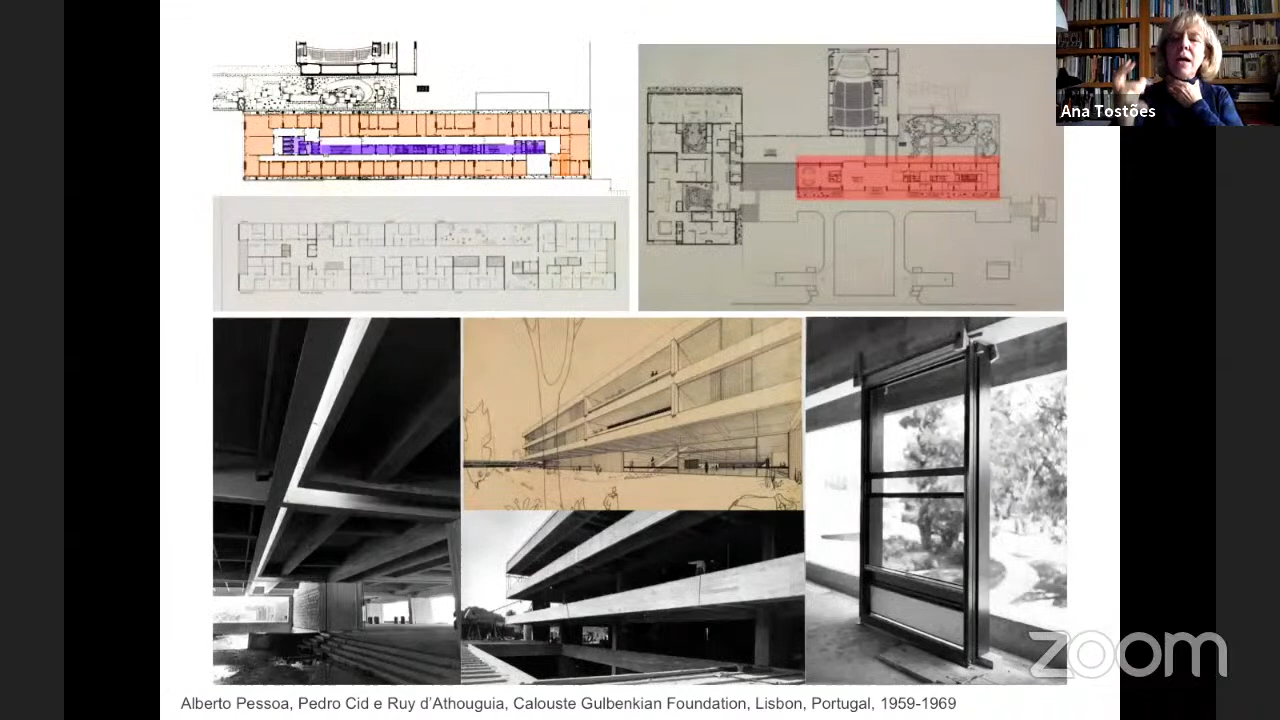 Ana Tostões
zoom
Alberto Pessoa, Pedro Cid e Ruy d'Athouguia, Calouste Gulbenkian Foundation, Lisbon, Portugal, 1959-1969